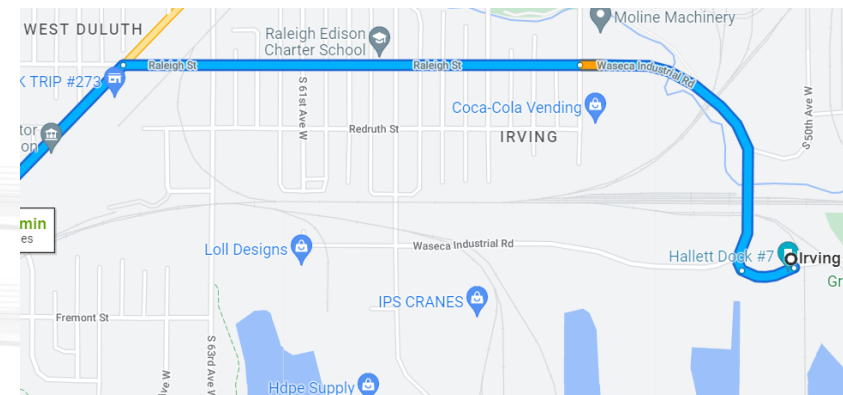 Moline Machinery
WEST DULUTH
Raleigh Edison
Charter School
Raleigh St
Raleigh St
Waseca Industrial Rd
TRIP #273
S 61st Ave W
Coca-Cola Vending
Redruth St
IRVING
S 50th Ave W
min
Loll Designs
Waseca Industrial Rd
Hallett Dock #7
Irving
IPS CRANES
Fremont St
S 63rd Ave W
Hdpe Supply